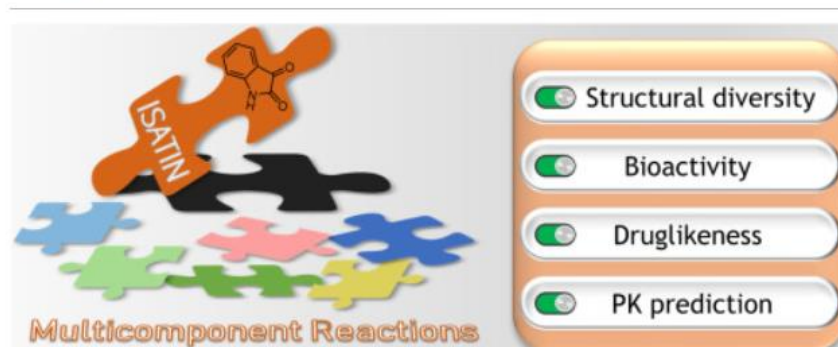 ISATIN
O
O
N
H
Structural diversity
Bioactivity
Druglikeness
PK prediction
Multicomponent Reactions